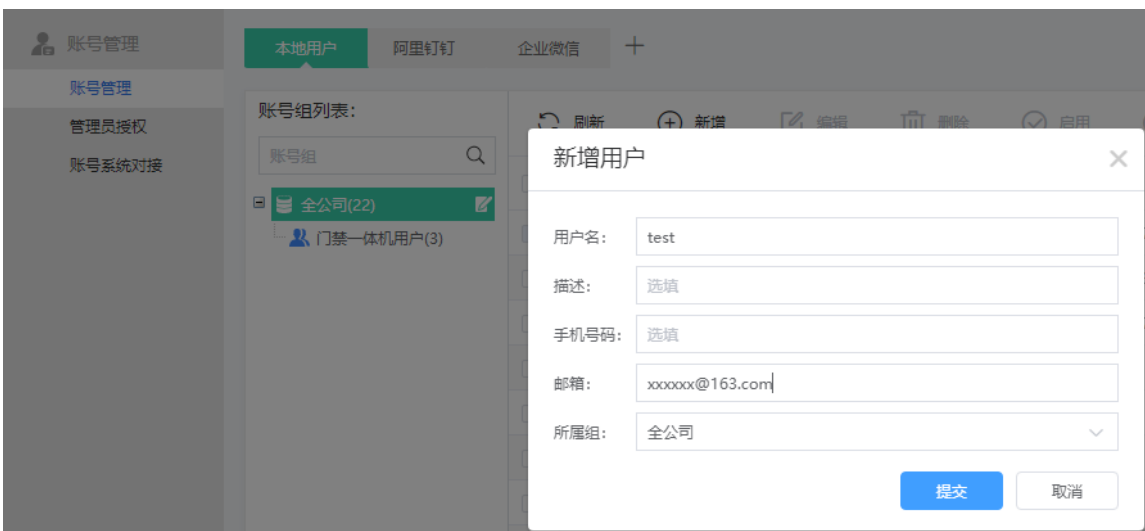 账号管理
账号管理
管理员授权
账号系统对接
本地用户 阿里钉钉 企业微信
账号组列表:
账号组
全公司(22)
门禁一体机用户(3)
刷新 新增 编辑 删除 启用
新增用户
用户名: test
描述: 选填
手机号码: 选填
邮箱: xxxxxx@163.com
所属组: 全公司
提交 取消